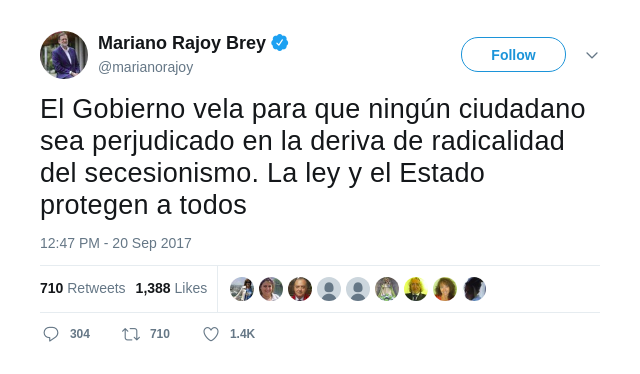 Mariano Rajoy Brey
@marianorajoy
Follow
El Gobierno vela para que ningún ciudadano
sea perjudicado en la deriva de radicalidad
del secesionismo. La ley y el Estado
protegen a todos
12:47 PM - 20 Sep 2017
710 Retweets 1,388 Likes
304 710 1.4K